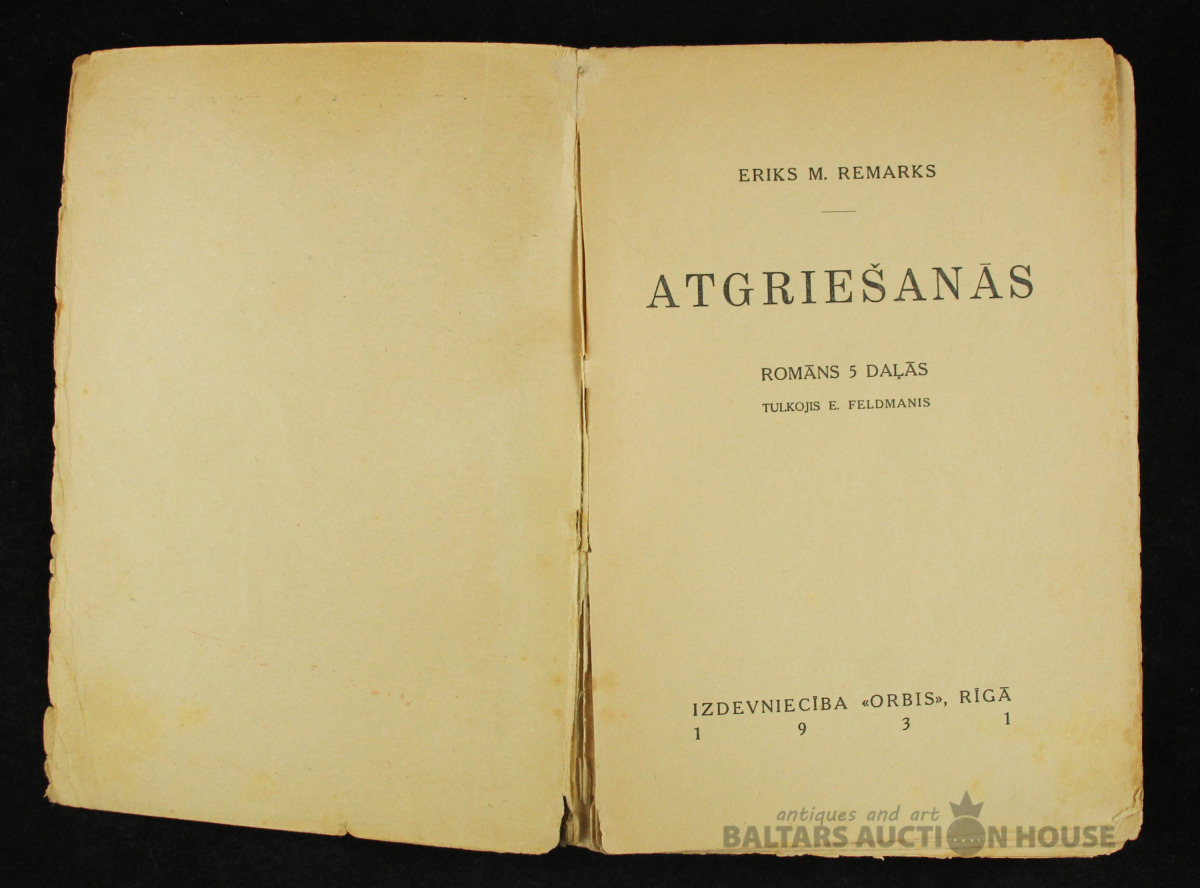 ERIKS M. REMARKS
ATGRIEŠANĀS
ROMĀNS 5 DAĻĀS
TULKOJIS E. FELDMANIS
IZDEVNIECĪBA «ORBIS», RĪGĀ
1 9 3 1
antiques and art
BALTARS AUCTION HOUSE